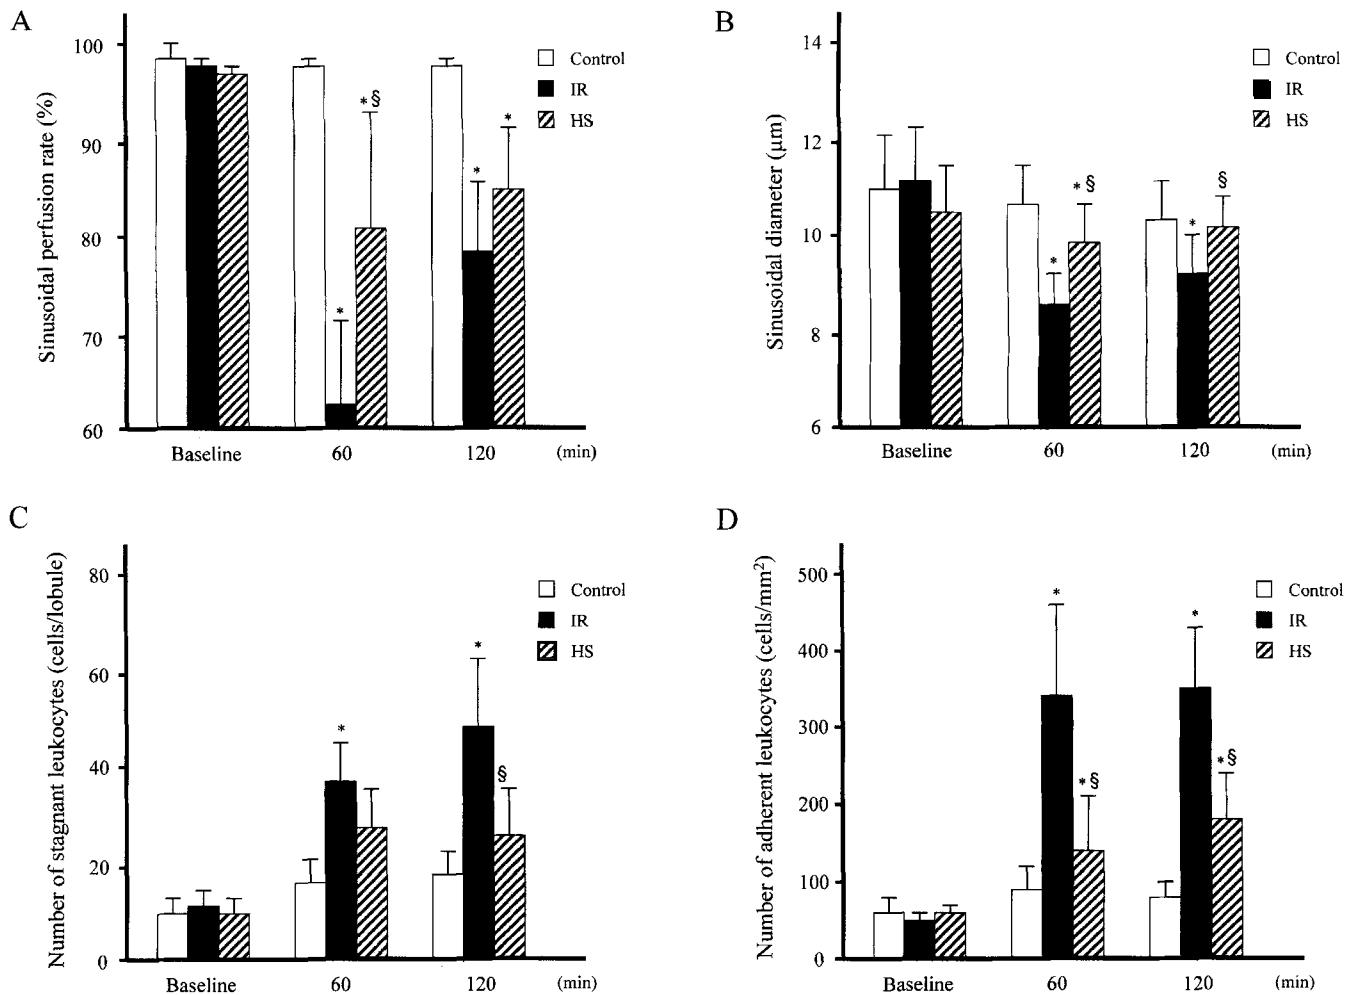 A
Sinusoidal perfusion rate (%)
100
90
80
70
60
Control
IR
HS
*
* §
*
*
Baseline
60
120
(min)
B
Sinusoidal diameter (μm)
14
12
10
8
6
Control
IR
HS
*
* §
*
§
Baseline
60
120
(min)
C
Number of stagnant leukocytes (cells/lobule)
80
60
40
20
0
Control
IR
HS
*
*
§
Baseline
60
120
(min)
D
Number of adherent leukocytes (cells/mm²)
500
400
300
200
100
0
Control
IR
HS
*
* §
*
* §
Baseline
60
120
(min)